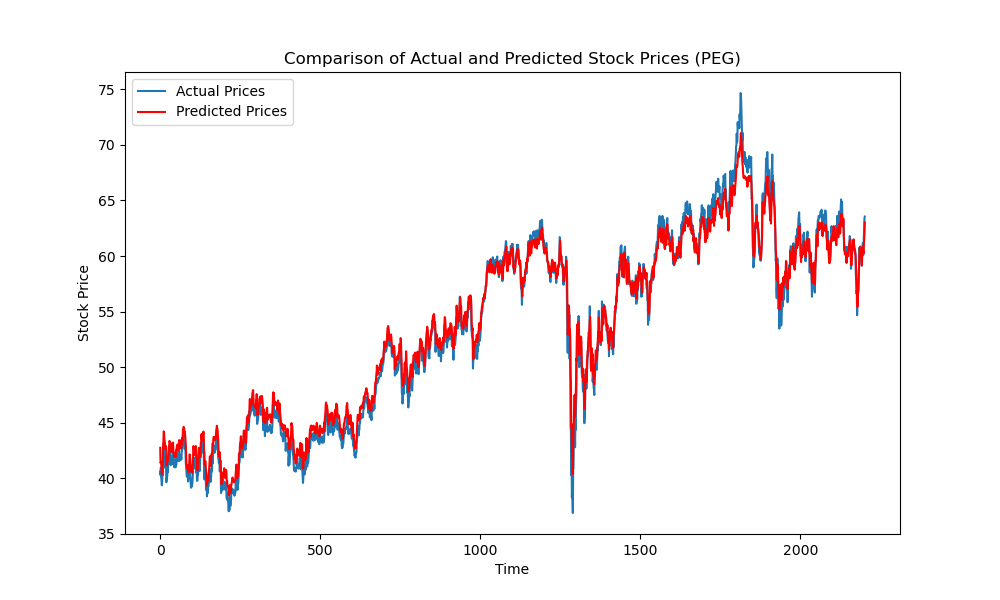 Comparison of Actual and Predicted Stock Prices (PEG)
Actual Prices
Predicted Prices
75
70
65
60
55
50
45
40
35
Stock Price
0 500 1000 1500 2000
Time